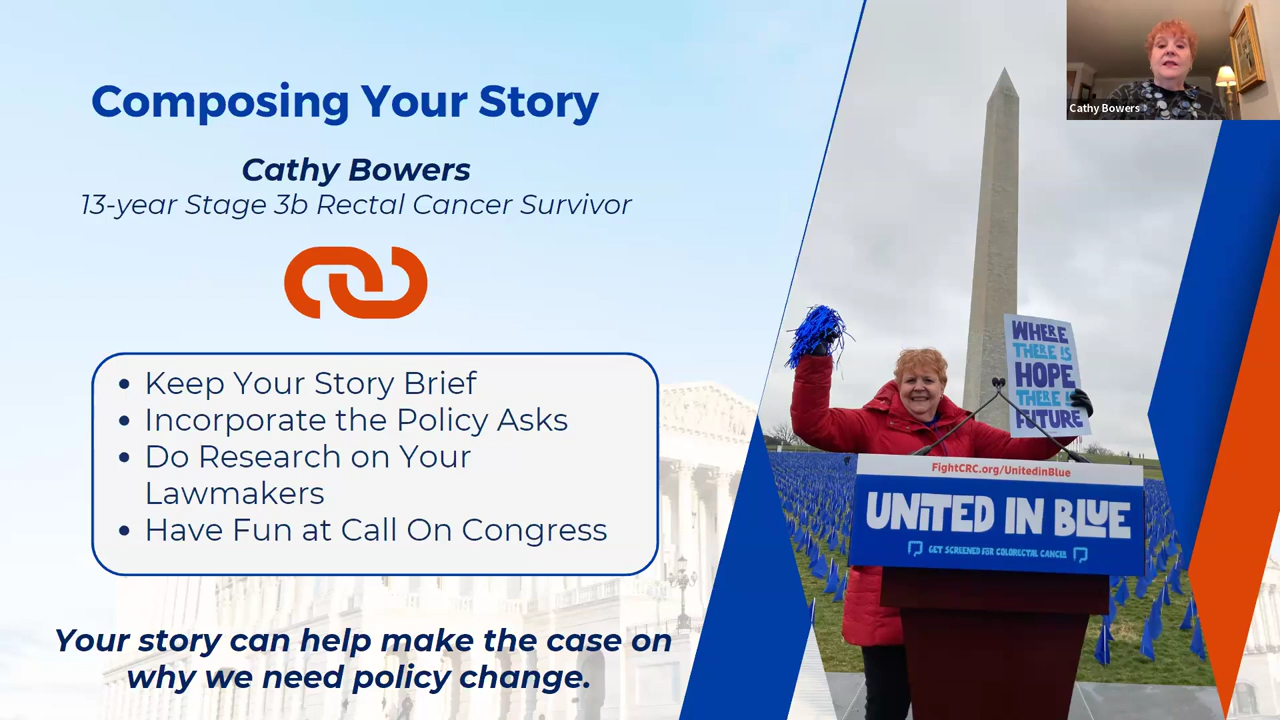 Composing Your Story
Cathy Bowers
13-year Stage 3b Rectal Cancer Survivor
• Keep Your Story Brief
• Incorporate the Policy Asks
• Do Research on Your
Lawmakers
• Have Fun at Call On Congress
Your story can help make the case on
why we need policy change.
Cathy Bowers
WHERE
THERE IS
HOPE
THERE IS
FUTURE
FightCRC.org/UnitedinBlue
UNITED IN BLUE
GET SCREENED FOR COLORECTAL CANCER